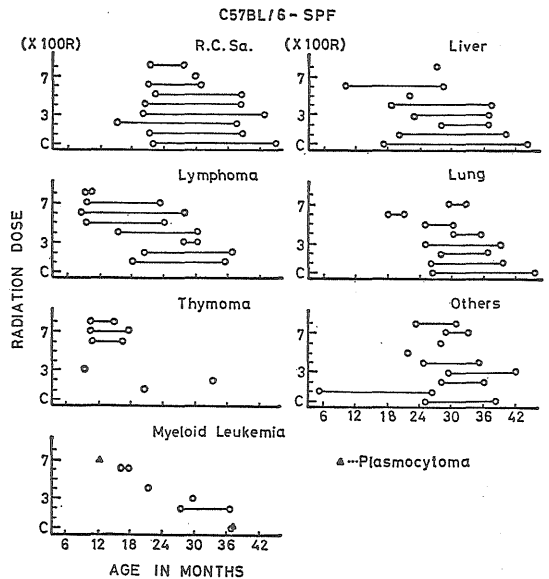 C57BL/6-SPF
(X100R) R.C.Sa. (X100R) Liver
7 7
3 3
C C
Lymphoma Lung
7 7
3 3
C C
Thymoma Others
7 7
3 3
C C
6 12 18 24 30 36 42
Myeloid Leukemia
7
3
C
6 12 18 24 30 36 42
▲---Plasmocytoma
RADIATION DOSE
AGE IN MONTHS